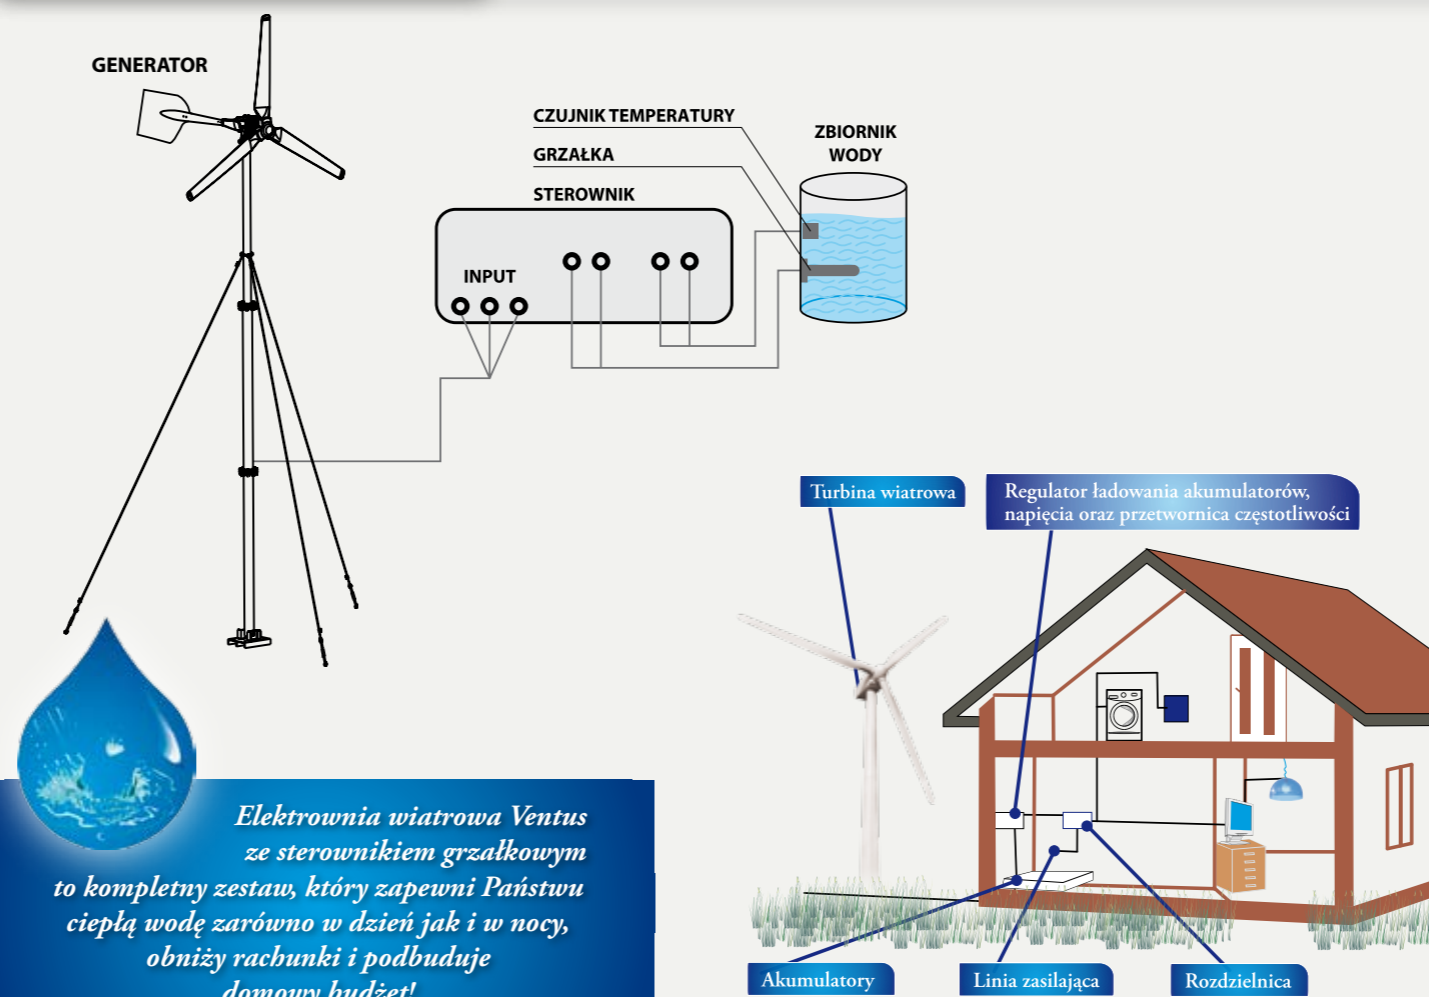 GENERATOR
CZUJNIK TEMPERATURY
GRZAŁKA
STEROWNIK
ZBIORNIK
WODY
INPUT
Turbina wiatrowa
Regulator ładowania akumulatorów,
napięcia oraz przetwornica częstotliwości
Elektrownia wiatrowa Ventus
ze sterownikiem grzałkowym
to kompletny zestaw, który zapewni Państwu
ciepłą wodę zarówno w dzień jak i w nocy,
obniży rachunki i podbuduje
domowy budżet!
Akumulatory
Linia zasilająca
Rozdzielnica